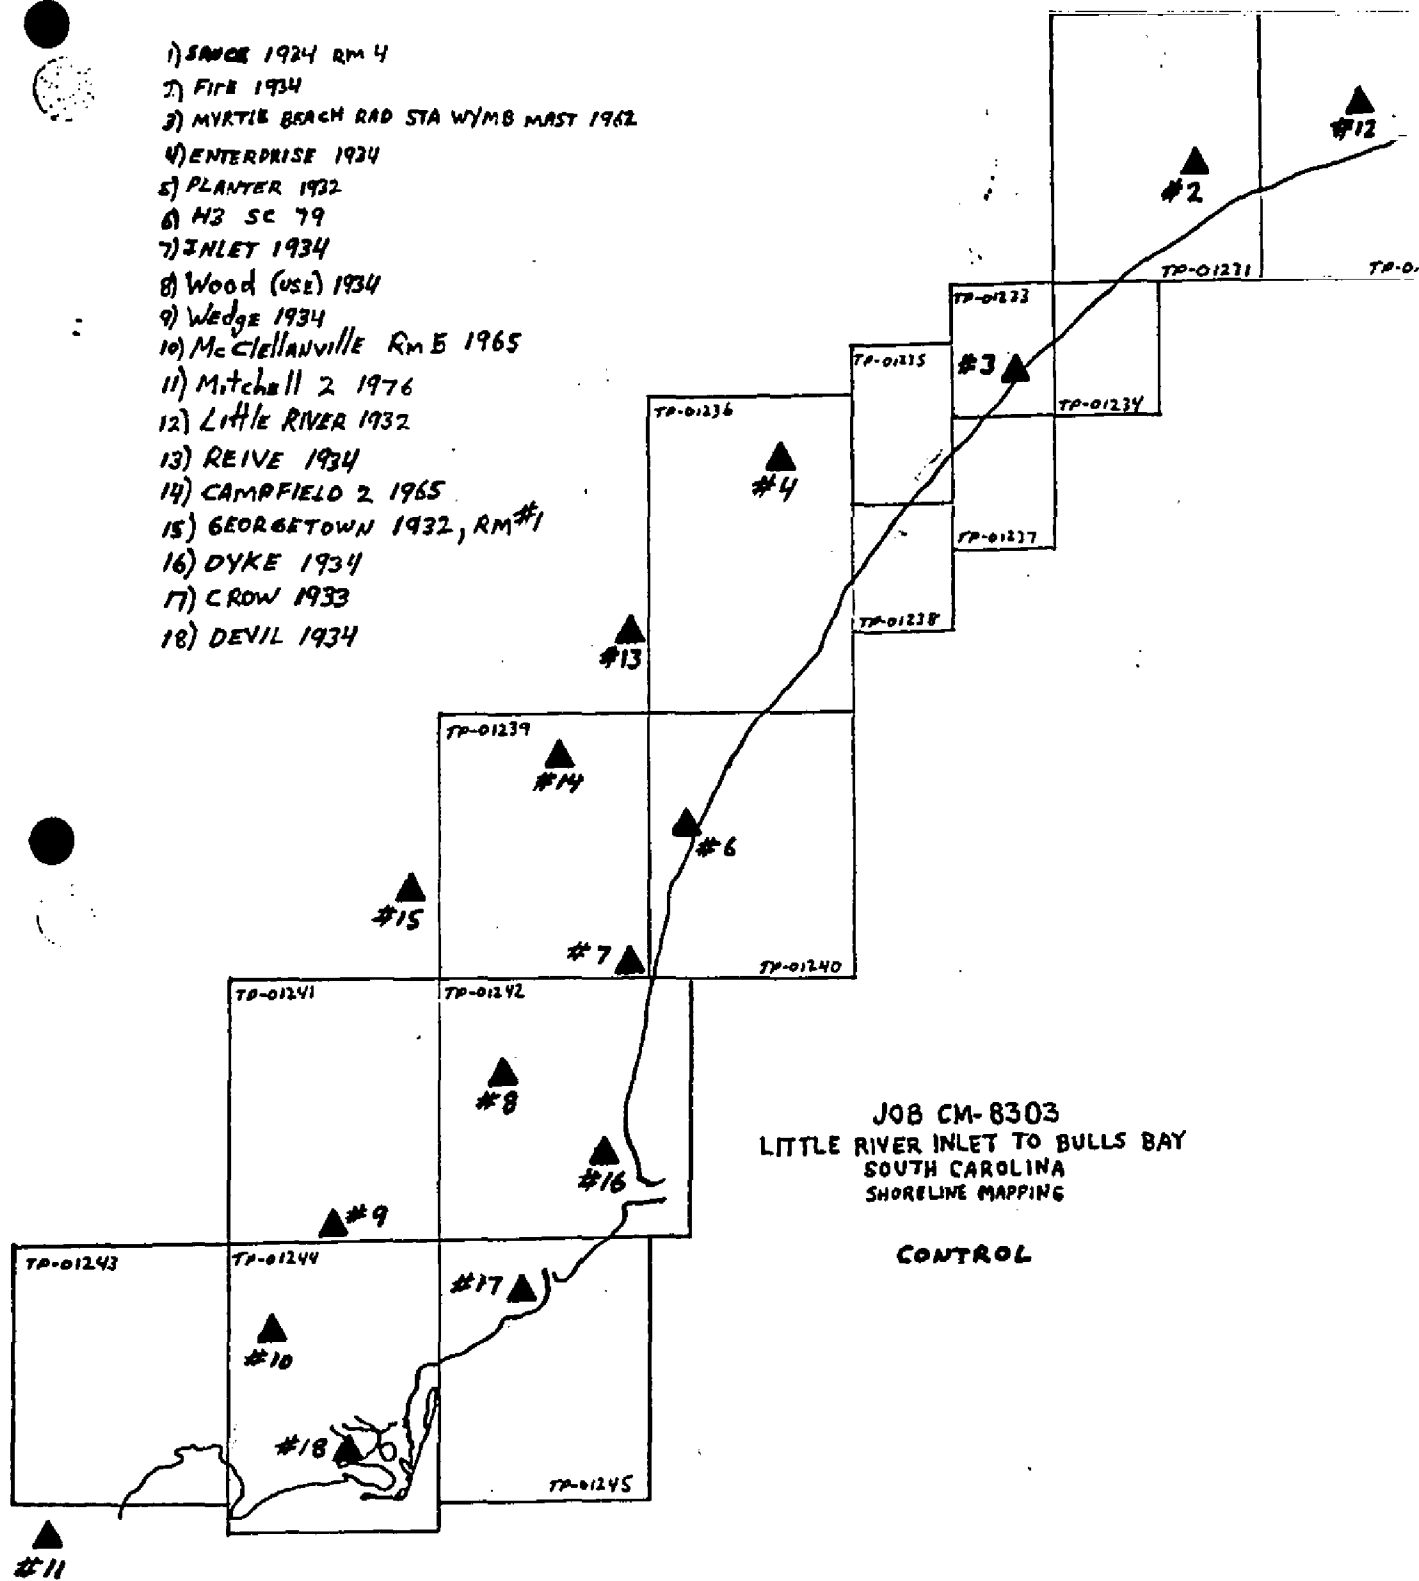 1) SAUCE 1934 RM 4
2) FIRE 1934
3) MYRTLE BEACH RAD STA WYMB MAST 1962
4) ENTERPRISE 1934
5) PLANTER 1932
6) H3 SC 79
7) INLET 1934
8) Wood (USE) 1934
9) Wedge 1934
10) McClellanville RM 5 1965
11) Mitchell 2 1976
12) Little RIVER 1932
13) REIVE 1934
14) CAMPFIELD 2 1965
15) GEORGETOWN 1932, RM #1
16) DYKE 1934
17) CROW 1933
18) DEVIL 1934
#12
#2
TP-01231
TP-0
TP-01233
TP-01235
#3
TP-01236
TP-01234
#4
TP-01237
TP-01238
#13
TP-01239
#14
#6
#15
#7
TP-01240
TP-01241
TP-01242
#8
#16
#9
JOB CM-8303
LITTLE RIVER INLET TO BULLS BAY
SOUTH CAROLINA
SHORELINE MAPPING
CONTROL
TP-01243
TP-01244
#17
#10
#18
TP-01245
#11